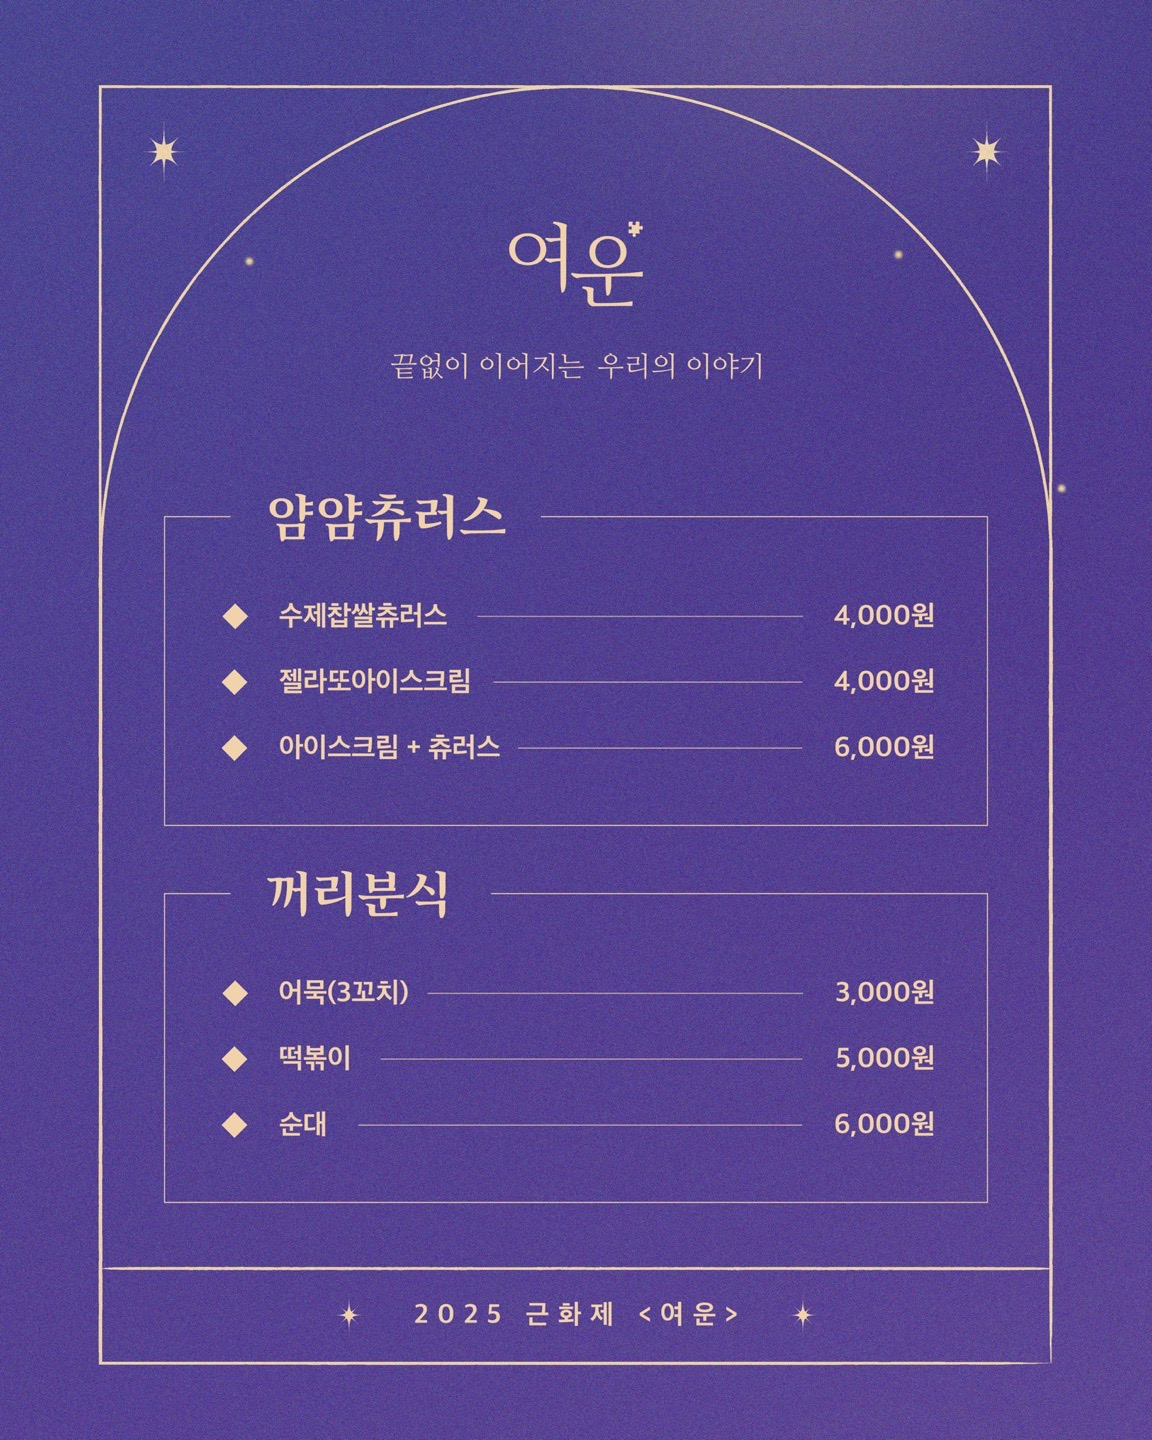 여운
끝없이 이어지는 우리의 이야기
얌얌츄러스
수제찹쌀츄러스 4,000원
젤라또아이스크림 4,000원
아이스크림 + 츄러스 6,000원
꺼리분식
어묵(3꼬치) 3,000원
떡볶이 5,000원
순대 6,000원
2025 근화제 <여운>